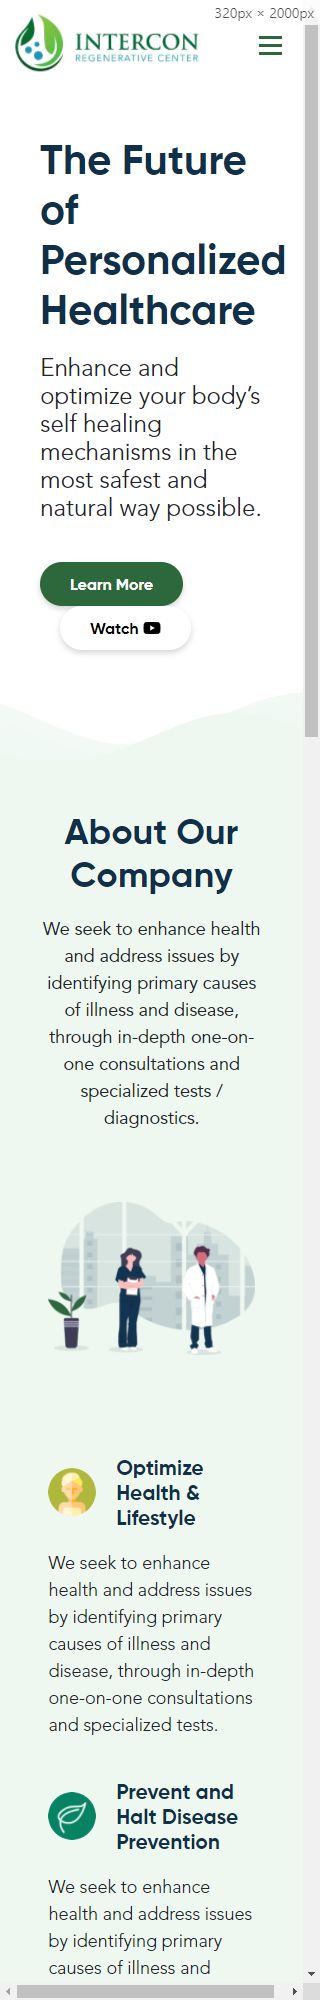 320px × 2000px
INTERCON
REGENERATIVE CENTER
The Future
of
Personalized
Healthcare
Enhance and
optimize your body’s
self healing
mechanisms in the
most safest and
natural way possible.
Learn More
Watch
About Our
Company
We seek to enhance health
and address issues by
identifying primary causes
of illness and disease,
through in-depth one-on-
one consultations and
specialized tests /
diagnostics.
Optimize
Health &
Lifestyle
We seek to enhance
health and address issues
by identifying primary
causes of illness and
disease, through in-depth
one-on-one consultations
and specialized tests.
Prevent and
Halt Disease
Prevention
We seek to enhance
health and address issues
by identifying primary
causes of illness and